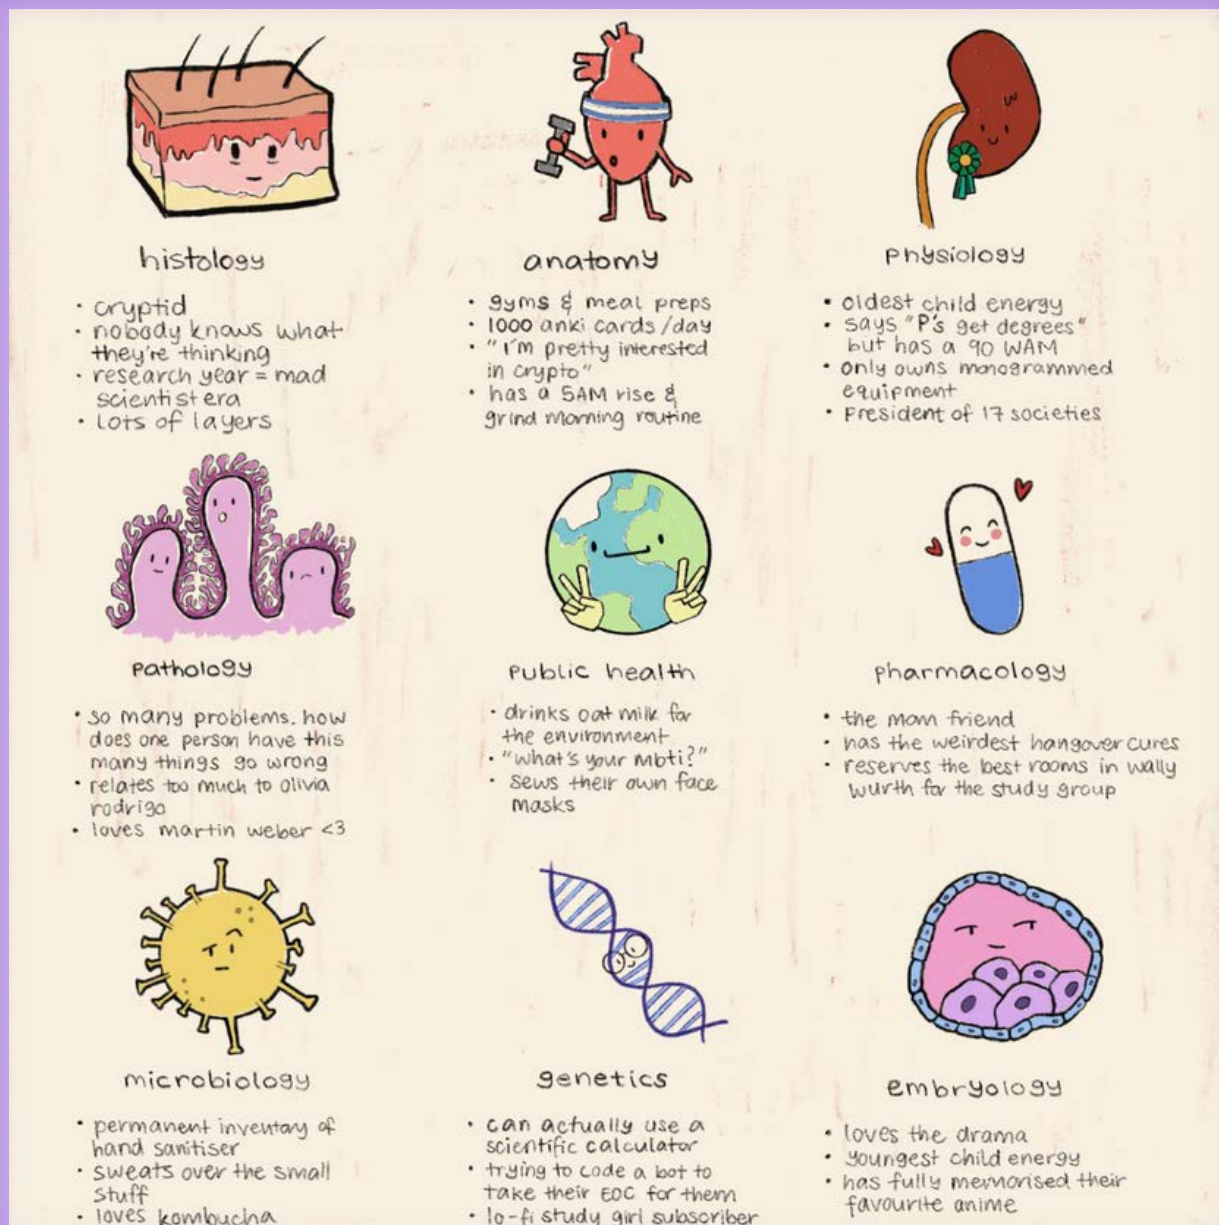 histology
• cryptid
• nobody knows what
they're thinking
• research year = mad
scientist era
• lots of layers
anatomy
• gyms & meal preps
• 1000 anki cards/day
• "I'm pretty interested
in crypto"
• has a 5AM rise &
grind morning routine
physiology
• oldest child energy
• says "P's get degrees"
but has a 90 WAM
• only owns monogrammed
equipment
• president of 17 societies
pathology
• so many problems. how
does one person have this
many things go wrong
• relates too much to olivia
rodrigo
• loves martin weber <3
public health
• drinks oat milk for
the environment
• "what's your mbti?"
• sews their own face
masks
pharmacology
• the mom friend
• has the weirdest hangover cures
• reserves the best rooms in wally
wurth for the study group
microbiology
• permanent inventory of
hand sanitiser
• sweats over the small
stuff
• loves kombucha
genetics
• can actually use a
scientific calculator
• trying to code a bot to
take their EOC for them
• lo-fi study girl subscriber
embryology
• loves the drama
• youngest child energy
• has fully memorised their
favourite anime